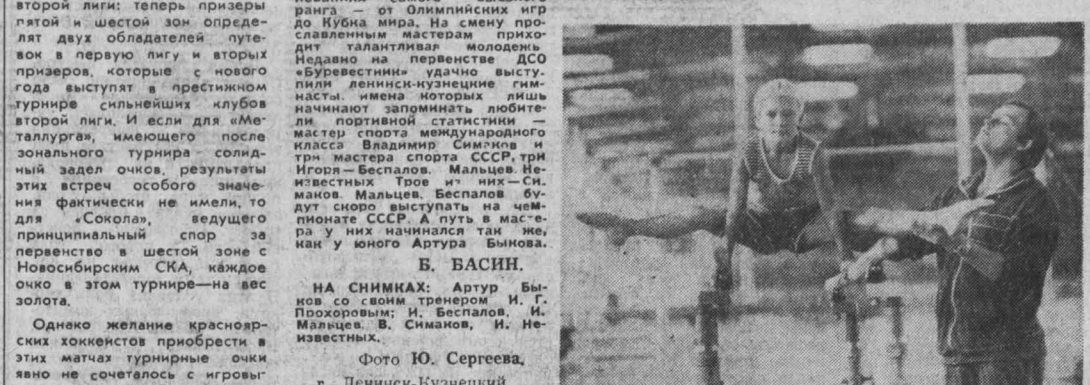 второй лиги: теперь призеры
пятой и шестой зон опреде-
лят двух обладателей путе-
вок в первую лигу и вторых
призеров, которые с нового
года выступят в престижном
турнире сильнейших клубов
второй лиги. И если для «Ме-
таллурга», имеющего после
зонального турнира солид-
ный задел очков, результаты
этих встреч особого значе-
ния фактически не имели, то
для «Сокола», ведущего
принципиальный спор за
первенство в шестой зоне с
Новосибирским СКА, каждое
очко в этом турнире—на вес
золота.
Однако желание краснояр-
ских хоккеистов приобрести в
этих матчах турнирные очки
явно не сочеталось с игровы-
ранга — от Олимпийских игр
до Кубка мира. На смену про-
славленным мастерам прихо-
дит талантливая молодежь
Недавно на первенстве ДСО
«Буревестник» удачно высту-
пили ленинск-кузнецкие гим-
насты, имена которых лишь
начинают запоминать любите-
ли портивной статистики —
мастер спорта международного
класса Владимир Симаков и
три мастера спорта СССР, три
Игоря — Беспалов, Мальцев, Не-
известных Трое из них — Си-
маков, Мальцев, Беспалов бу-
дут скоро выступать на чем-
пионате СССР. А путь в масте-
ра у них начинался так же,
как у юного Артура Быкова.
Б. БАСИН.
НА СНИМКАХ: Артур Бы-
ков со своим тренером И. Г.
Прохоровым; И. Беспалов, И.
Мальцев, В. Симаков, И. Не-
известных.
Фото Ю. Сергеева.
г. Ленинск-Кузнецкий